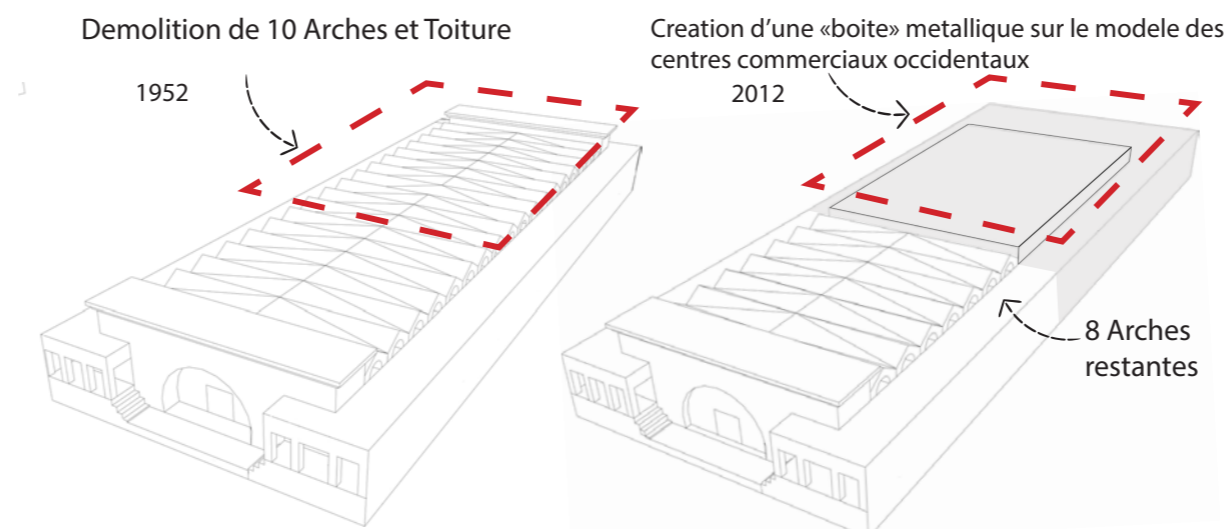 Demolition de 10 Arches et Toiture
1952
Creation d’une «boite» metallique sur le modele des
centres commerciaux occidentaux
2012
8 Arches
restantes